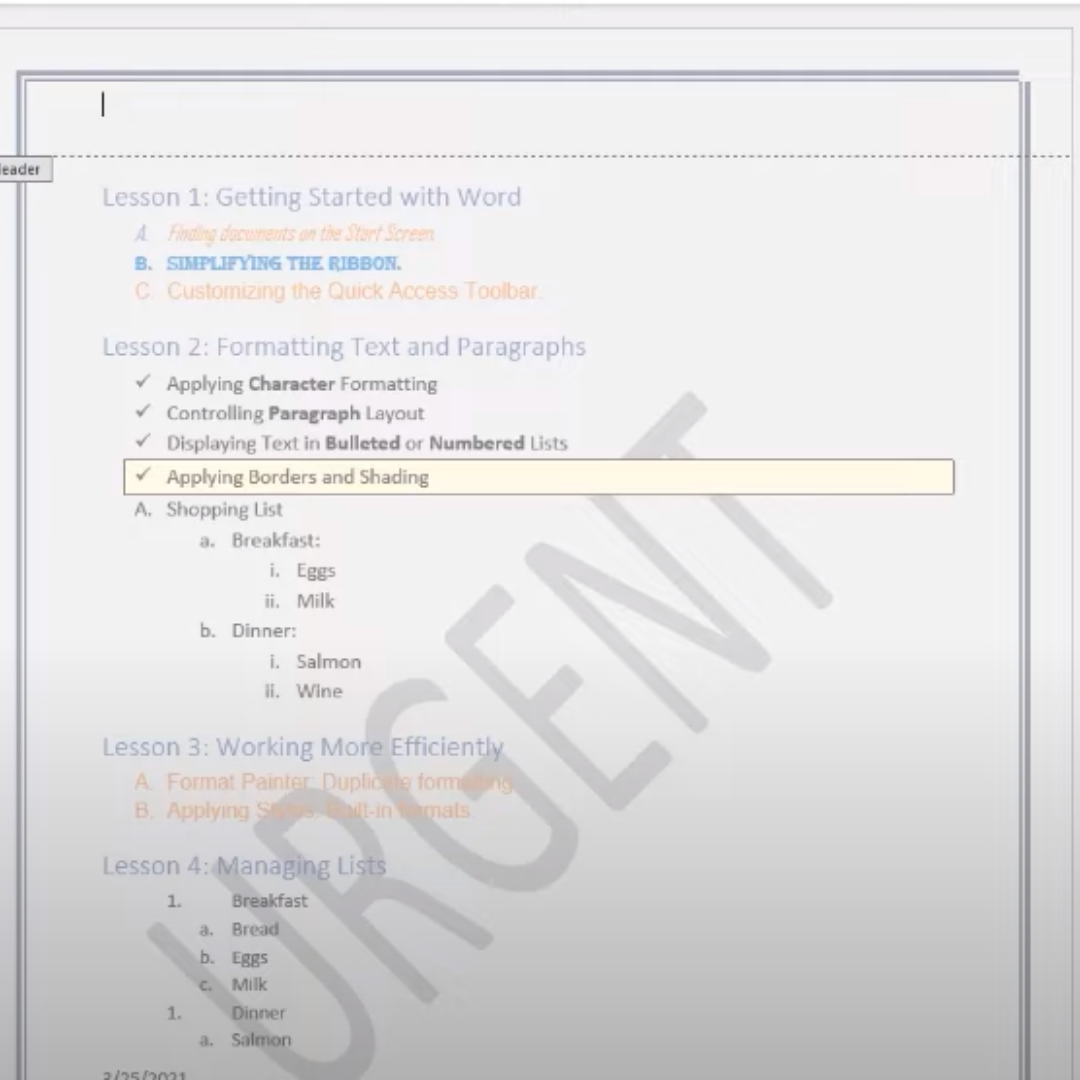 eader
Lesson 1: Getting Started with Word
A. Finding documents on the Start Screen.
B. SIMPLIFYING THE RIBBON.
C. Customizing the Quick Access Toolbar.
Lesson 2: Formatting Text and Paragraphs
✓ Applying Character Formatting
✓ Controlling Paragraph Layout
✓ Displaying Text in Bulleted or Numbered Lists
✓ Applying Borders and Shading
A. Shopping List
a. Breakfast:
i. Eggs
ii. Milk
b. Dinner:
i. Salmon
ii. Wine
Lesson 3: Working More Efficiently
A. Format Painter: Duplicate formatting.
B. Applying Styles: Built-in formats.
Lesson 4: Managing Lists
1. Breakfast
a. Bread
b. Eggs
c. Milk
1. Dinner
a. Salmon
3/25/2021
URGENT